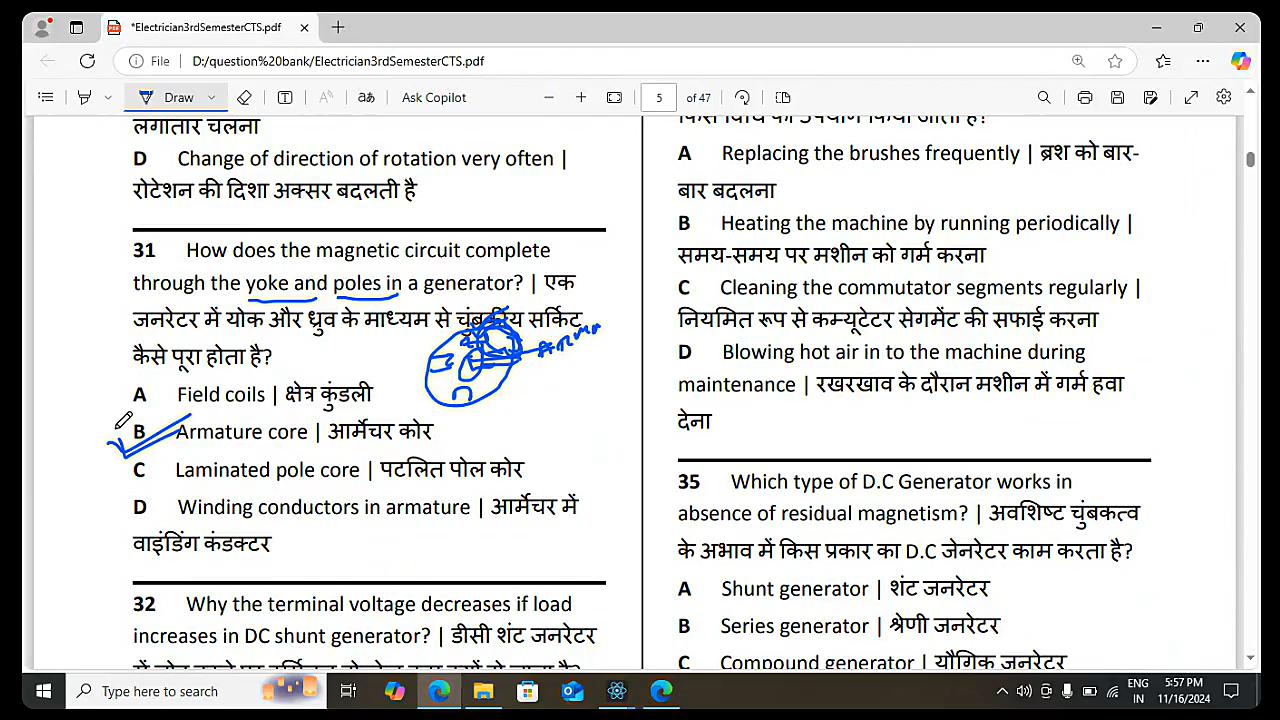 *Electrician3rdSemesterCTS.pdf
File D:/question%20bank/Electrician3rdSemesterCTS.pdf
Draw
Ask Copilot
5 of 47
लगातार चलना
D Change of direction of rotation very often |
रोटेशन की दिशा अक्सर बदलती है
31 How does the magnetic circuit complete
through the yoke and poles in a generator? | एक
जनरेटर में योक और ध्रुव के माध्यम से चुंबकीय सर्किट
कैसे पूरा होता है?
A Field coils | क्षेत्र कुंडली
B Armature core | आर्मेचर कोर
C Laminated pole core | पटलित पोल कोर
D Winding conductors in armature | आर्मेचर में
वाइंडिंग कंडक्टर
32 Why the terminal voltage decreases if load
increases in DC shunt generator? | डीसी शंट जनरेटर
A Replacing the brushes frequently | ब्रश को बार-
बार बदलना
B Heating the machine by running periodically |
समय-समय पर मशीन को गर्म करना
C Cleaning the commutator segments regularly |
नियमित रूप से कम्यूटेटर सेगमेंट की सफाई करना
D Blowing hot air in to the machine during
maintenance | रखरखाव के दौरान मशीन में गर्म हवा
देना
35 Which type of D.C Generator works in
absence of residual magnetism? | अवशिष्ट चुंबकत्व
के अभाव में किस प्रकार का D.C जेनरेटर काम करता है?
A Shunt generator | शंट जनरेटर
B Series generator | श्रेणी जनरेटर
C Compound generator | यौगिक जनरेटर
Type here to search
ENG
IN
5:57 PM
11/16/2024